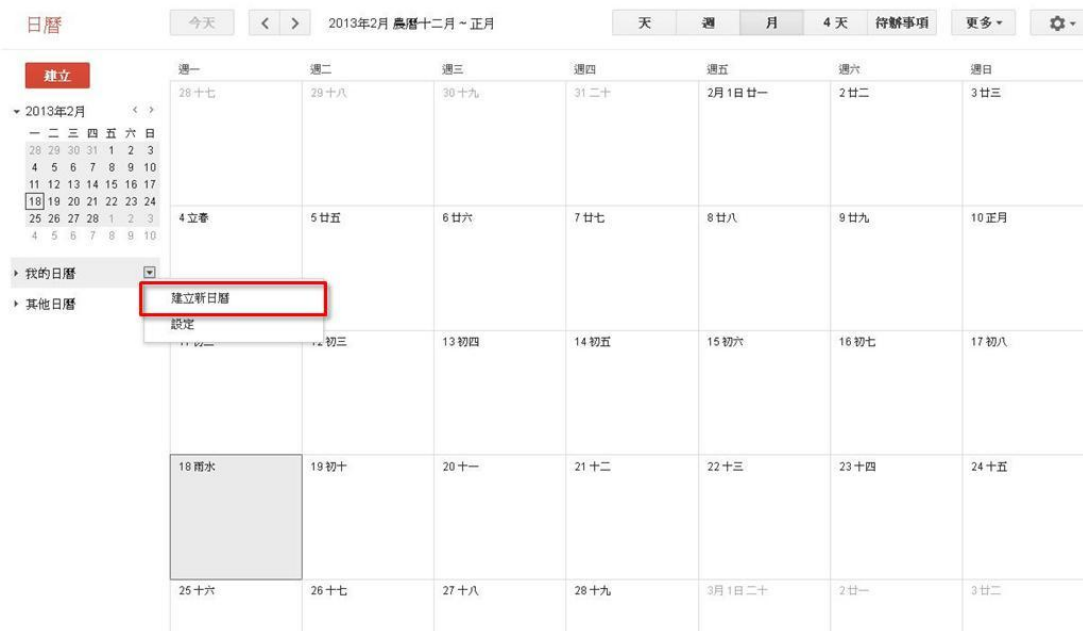 日曆 今天 2013年2月 農曆十二月 ~ 正月 天 週 月 4 天 待辦事項 更多
建立
2013年2月
一 二 三 四 五 六 日
28 29 30 31 1 2 3
4 5 6 7 8 9 10
11 12 13 14 15 16 17
18 19 20 21 22 23 24
25 26 27 28 1 2 3
4 5 6 7 8 9 10
我的日曆
其他日曆
建立新日曆
設定
週一 週二 週三 週四 週五 週六 週日
28 十七 29 十八 30 十九 31 二十 2月 1日 廿一 2 廿二 3 廿三
4 立春 5 廿五 6 廿六 7 廿七 8 廿八 9 廿九 10 正月
初三 13 初四 14 初五 15 初六 16 初七 17 初八
18 雨水 19 初十 20 十一 21 十二 22 十三 23 十四 24 十五
25 十六 26 十七 27 十八 28 十九 3月 1日 二十 2 廿一 3 廿二